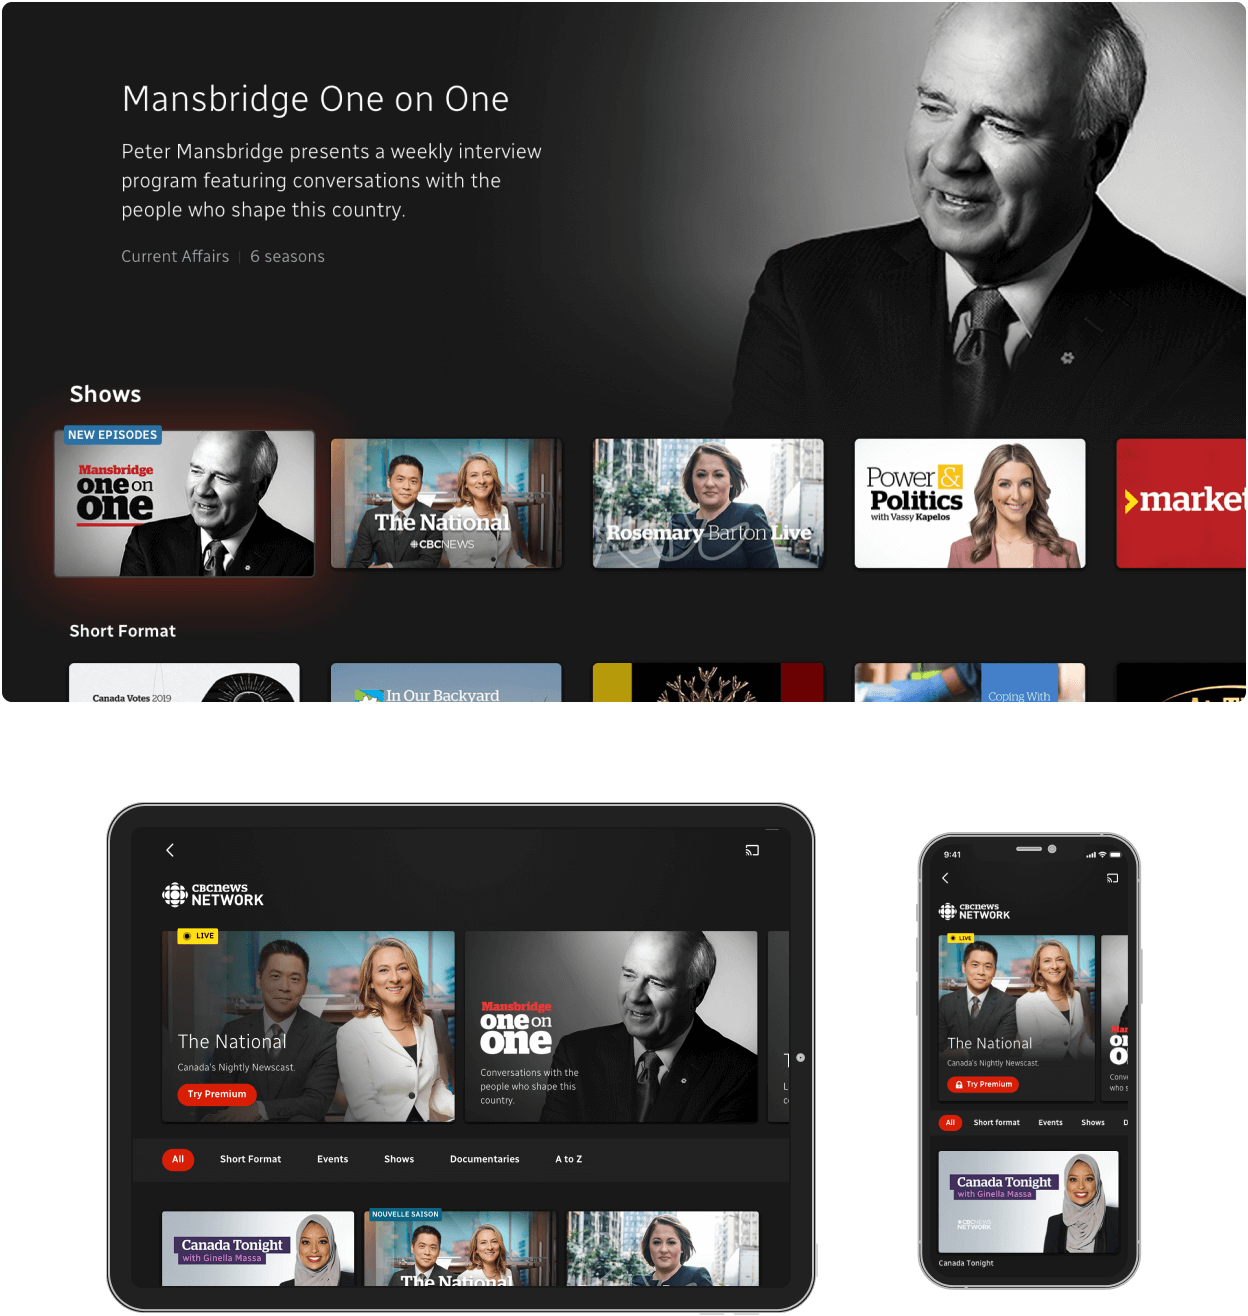 Mansbridge One on One
Peter Mansbridge presents a weekly interview
program featuring conversations with the
people who shape this country.
Current Affairs | 6 seasons
Shows
NEW EPISODES
Mansbridge
one on
one
The National
CBCNEWS
Rosemary Barton Live
Power &
Politics
with Vassy Kapelos
market
Short Format
Canada Votes 2019
In Our Backyard
Coping With
CBCnews
NETWORK
LIVE
The National
Canada's Nightly Newscast.
Try Premium
Mansbridge
one on
one
Conversations with the
people who shape this
country.
All
Short Format
Events
Shows
Documentaries
A to Z
Canada Tonight
with Ginella Massa
NOUVELLE SAISON
The National
9:41
CBCnews
NETWORK
LIVE
The National
Canada's Nightly Newscast.
Try Premium
Man
on
o
Conv
who s
All
Short format
Events
Shows
D
Canada Tonight
with Ginella Massa
CBCNEWS
NETWORK
Canada Tonight